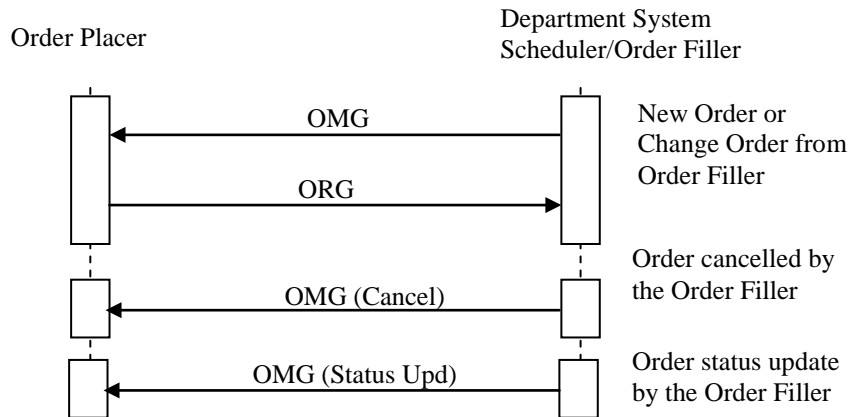 Order Placer
Department System
Scheduler/Order Filler
OMG
New Order or
Change Order from
Order Filler
ORG
Order cancelled by
the Order Filler
OMG (Cancel)
Order status update
by the Order Filler
OMG (Status Upd)